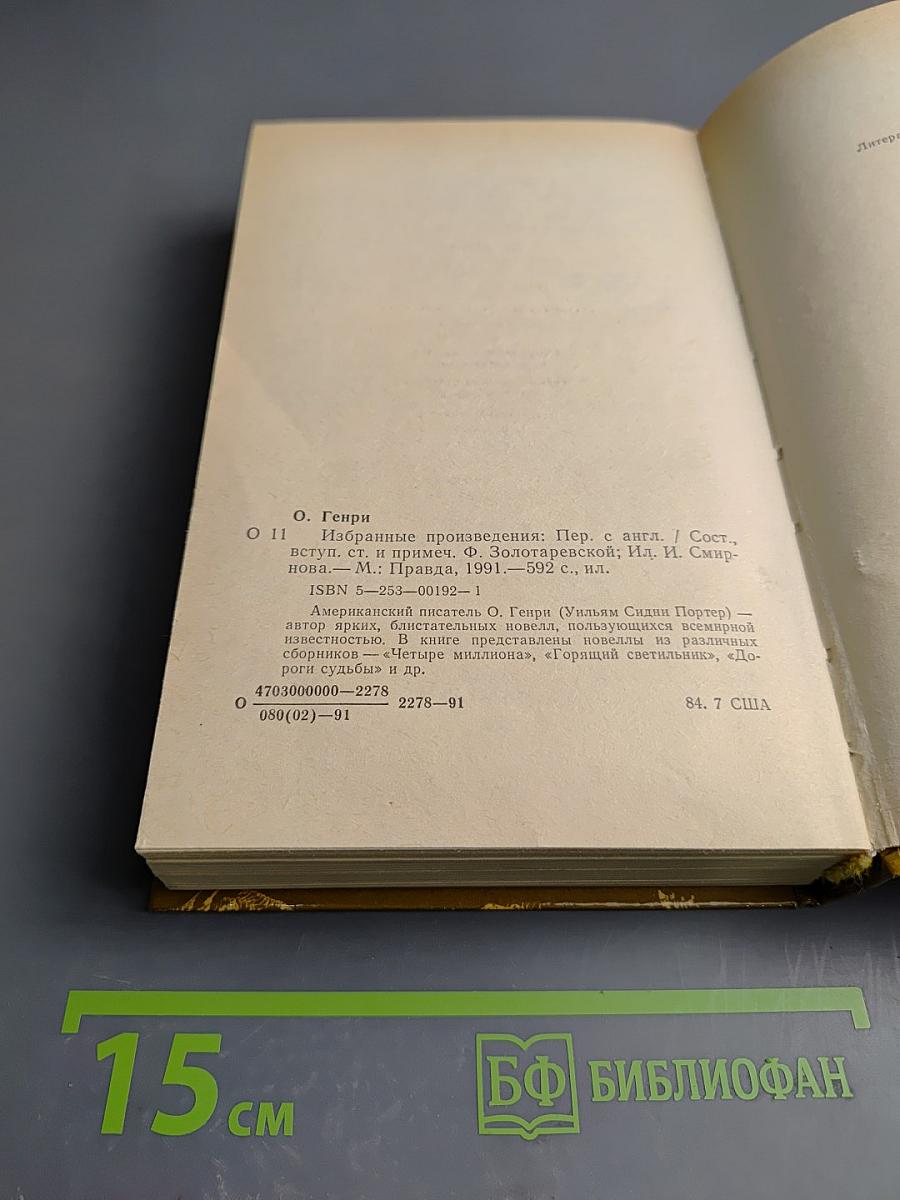 Литера
О. Генри
О 11 Избранные произведения: Пер. с англ. / Сост.,
вступ. ст. и примеч. Ф. Золотаревской; Ил. И. Смир-
нова.— М.: Правда, 1991.—592 с., ил.
ISBN 5—253—00192—1
Американский писатель О. Генри (Уильям Сидни Портер) —
автор ярких, блистательных новелл, пользующихся всемирной
известностью. В книге представлены новеллы из различных
сборников — «Четыре миллиона», «Горящий светильник», «До-
роги судьбы» и др.
О 4703000000—2278
080(02)—91 2278—91 84. 7 США
15 см
БФ БИБЛИОФАН